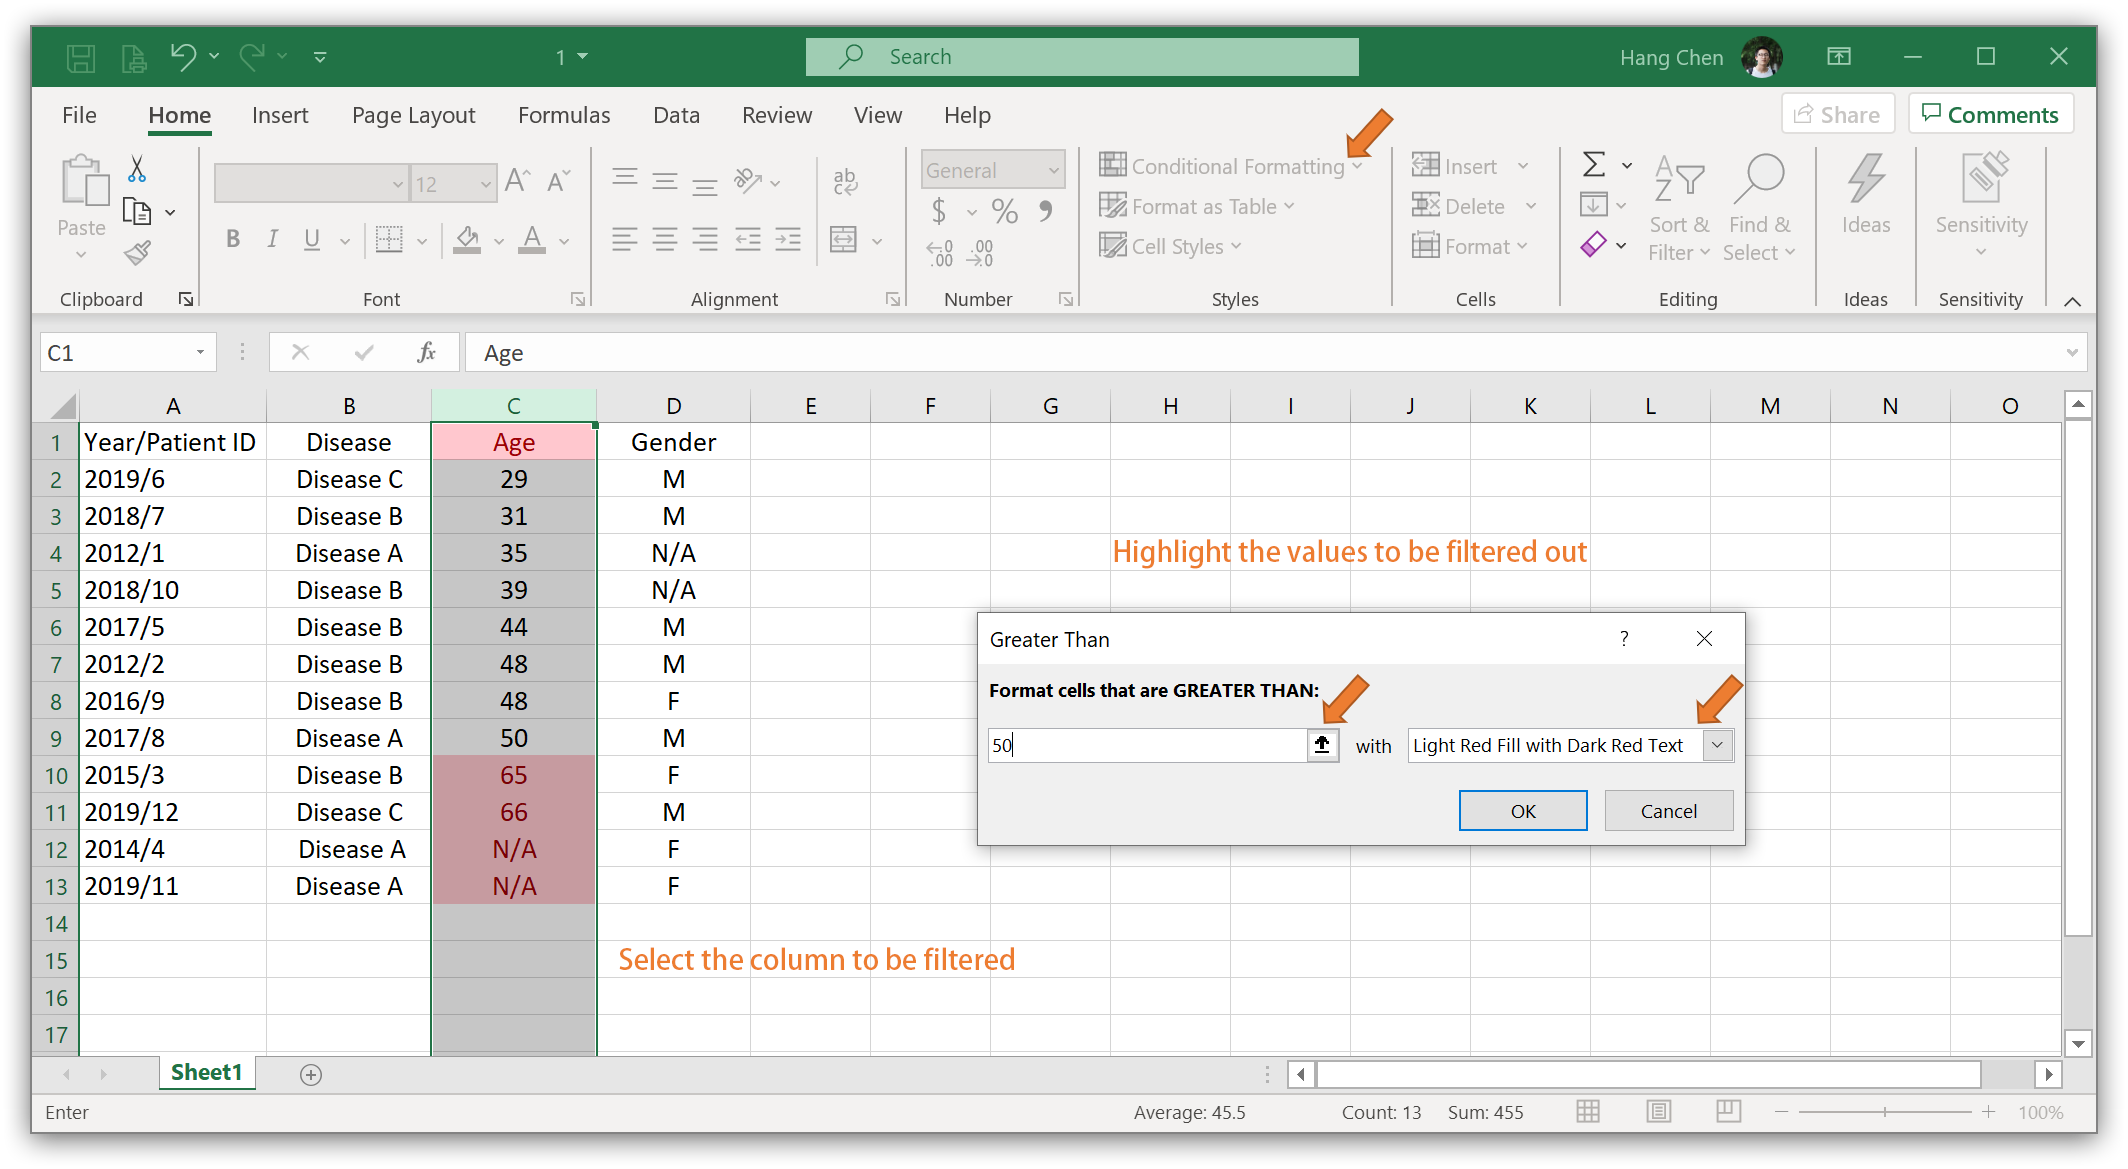 1
Search
Hang Chen
File Home Insert Page Layout Formulas Data Review View Help
Share Comments
Paste
Clipboard
12
A A
B I U A
Font
ab
c
Alignment
General
$ % ,
.00 .00
Number
Conditional Formatting
Format as Table
Cell Styles
Styles
Insert
Delete
Format
Cells
Σ
A
Z
Sort &
Filter
Find &
Select
Editing
Ideas
Ideas
Sensitivity
Sensitivity
C1 fx Age
A B C D E F G H I J K L M N O
1 Year/Patient ID Disease Age Gender
2 2019/6 Disease C 29 M
3 2018/7 Disease B 31 M
4 2012/1 Disease A 35 N/A
Highlight the values to be filtered out
5 2018/10 Disease B 39 N/A
6 2017/5 Disease B 44 M
7 2012/2 Disease B 48 M
8 2016/9 Disease B 48 F
9 2017/8 Disease A 50 M
10 2015/3 Disease B 65 F
11 2019/12 Disease C 66 M
12 2014/4 Disease A N/A F
13 2019/11 Disease A N/A F
14
15
Select the column to be filtered
16
17
Greater Than ?
Format cells that are GREATER THAN:
50 with Light Red Fill with Dark Red Text
OK Cancel
Sheet1
Enter Average: 45.5 Count: 13 Sum: 455 100%